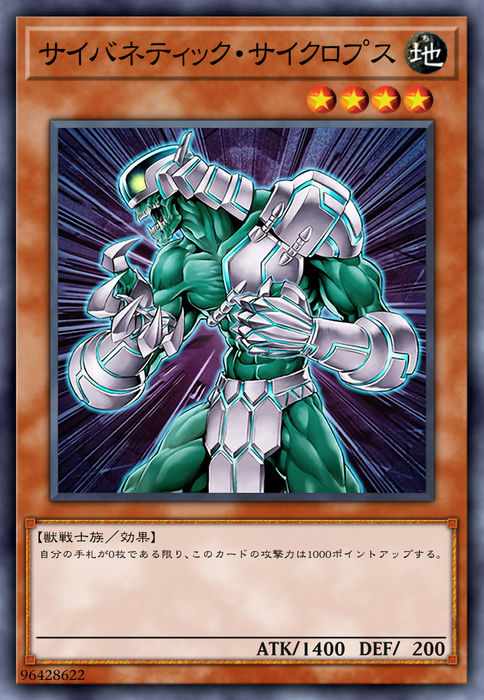 サイバネティック・サイクロプス
地
ち
【獣戦士族／効果】
自分の手札が0枚である限り、このカードの攻撃力は1000ポイントアップする。
ATK/1400 DEF/ 200
96428622